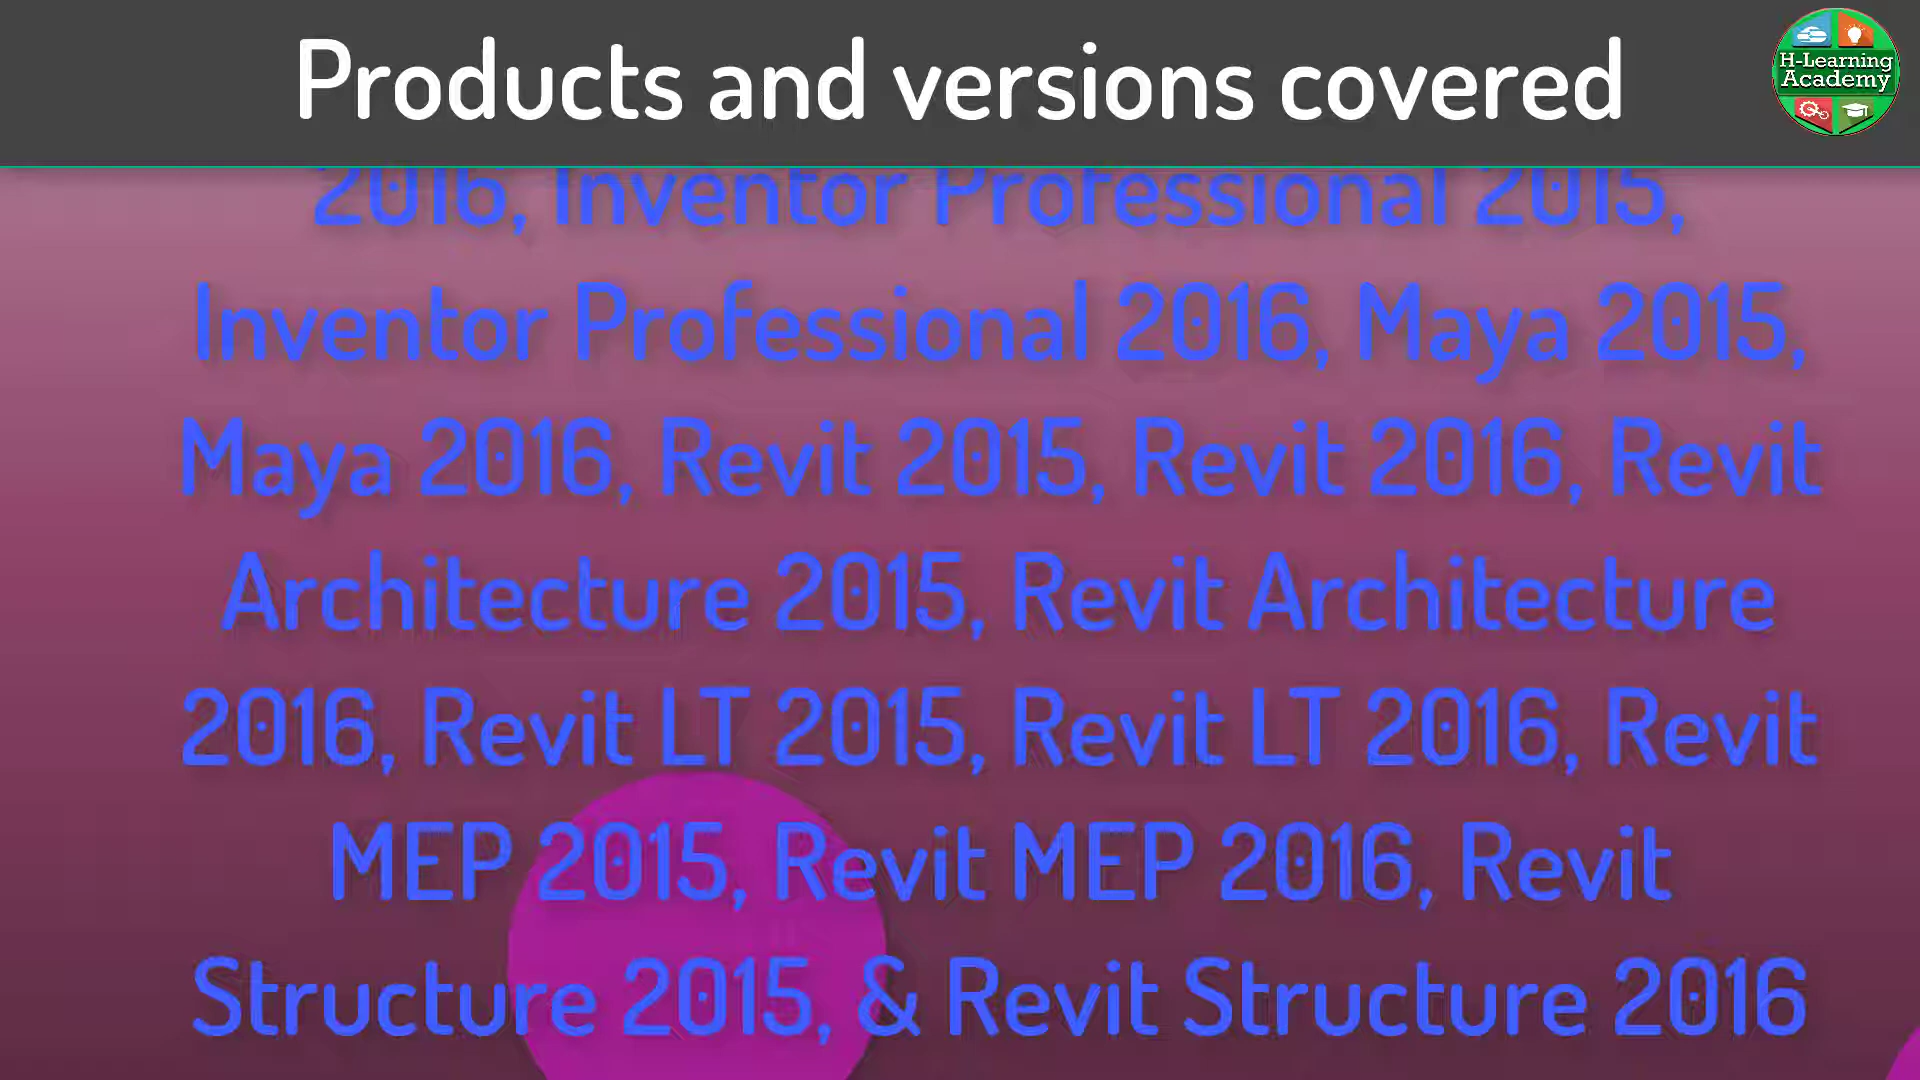 Products and versions covered
H-Learning
Academy
2016, Inventor Professional 2015,
Inventor Professional 2016, Maya 2015,
Maya 2016, Revit 2015, Revit 2016, Revit
Architecture 2015, Revit Architecture
2016, Revit LT 2015, Revit LT 2016, Revit
MEP 2015, Revit MEP 2016, Revit
Structure 2015, & Revit Structure 2016